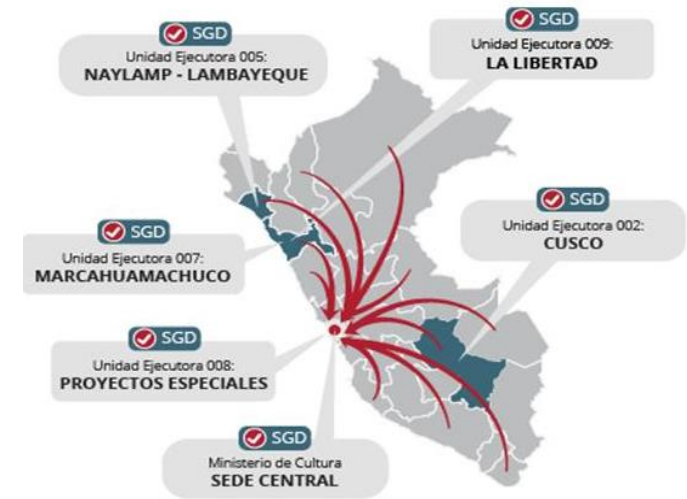 SGD
Unidad Ejecutora 005:
NAYLAMP - LAMBAYEQUE
SGD
Unidad Ejecutora 009:
LA LIBERTAD
SGD
Unidad Ejecutora 002:
CUSCO
SGD
Unidad Ejecutora 007:
MARCAHUAMACHUCO
SGD
Unidad Ejecutora 008:
PROYECTOS ESPECIALES
SGD
Ministerio de Cultura
SEDE CENTRAL